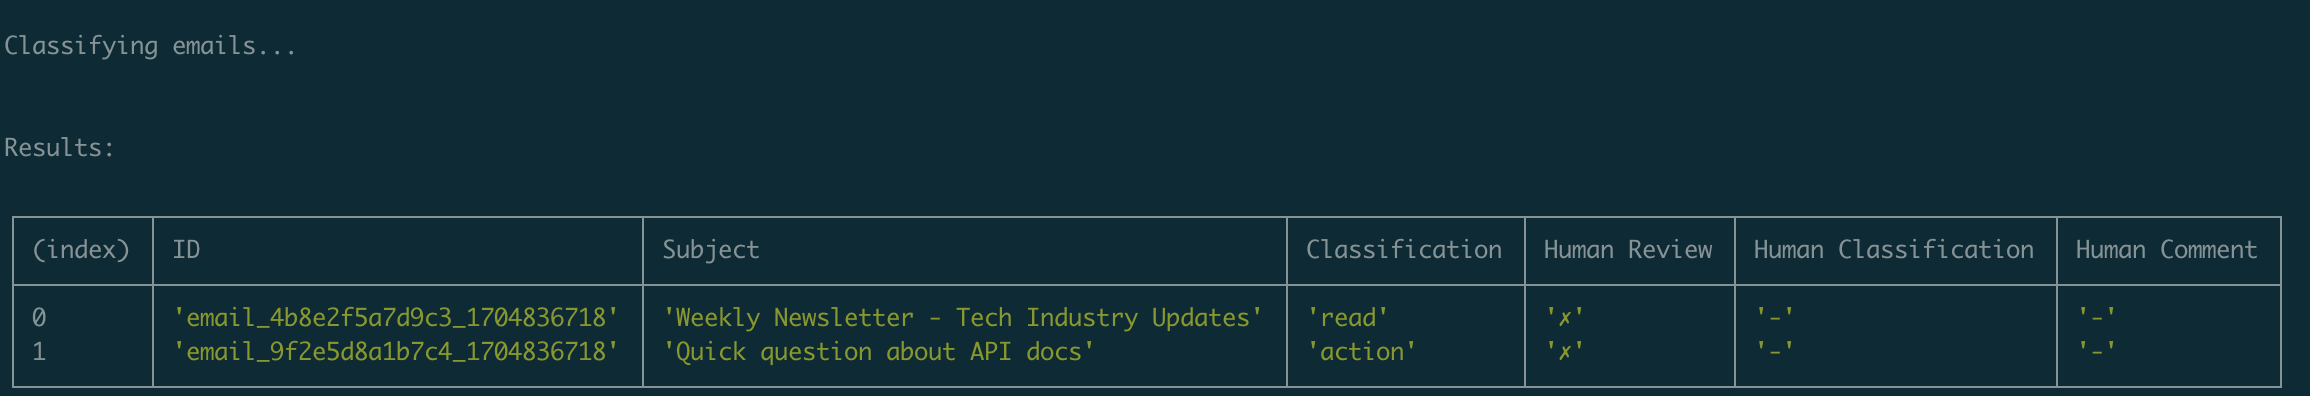 Classifying emails...
Results:
(index) ID Subject Classification Human Review Human Classification Human Comment
0 'email_4b8e2f5a7d9c3_1704836718' 'Weekly Newsletter - Tech Industry Updates' 'read' '✗' '-' '-'
1 'email_9f2e5d8a1b7c4_1704836718' 'Quick question about API docs' 'action' '✗' '-' '-'